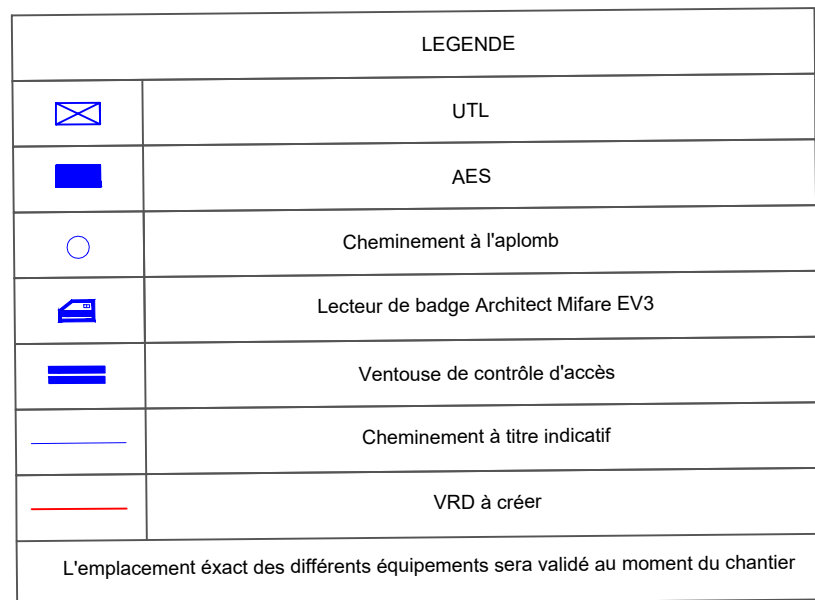 LEGENDE
UTL
AES
Cheminement à l'aplomb
Lecteur de badge Architect Mifare EV3
Ventouse de contrôle d'accès
Cheminement à titre indicatif
VRD à créer
L'emplacement éxact des différents équipements sera validé au moment du chantier